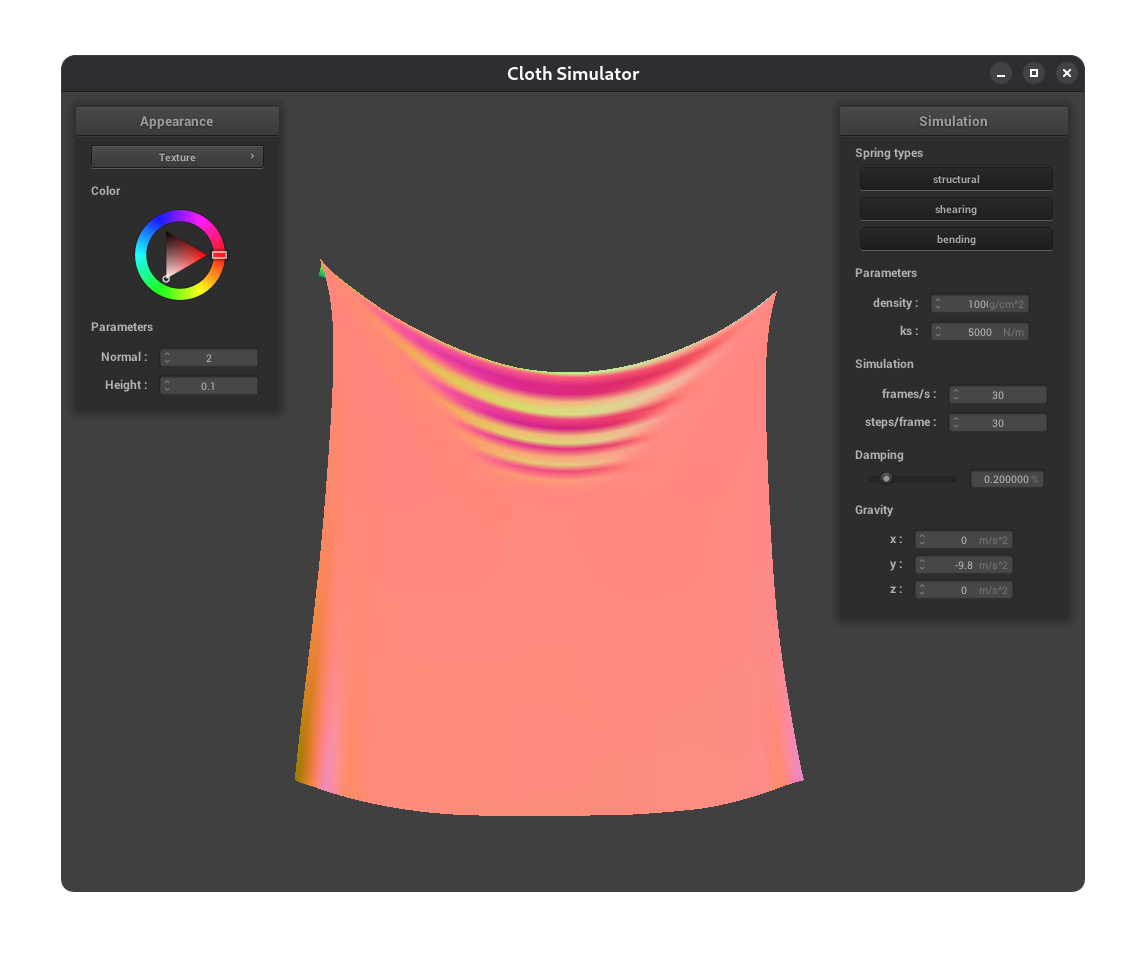 Cloth Simulator
Appearance
Texture
Color
Parameters
Normal : 2
Height : 0.1
Simulation
Spring types
structural
shearing
bending
Parameters
density : g/cm^2
ks : 5000 N/m
Simulation
frames/s : 30
steps/frame : 30
Damping
0.200000 %
Gravity
x : 0 m/s^2
y : -9.8 m/s^2
z : 0 m/s^2